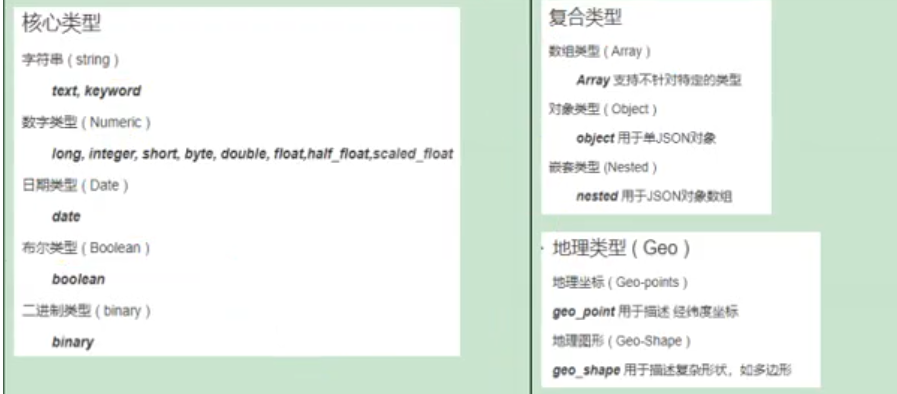 核心类型
字符串 ( string )
text, keyword
数字类型 ( Numeric )
long, integer, short, byte, double, float,half_float,scaled_float
日期类型 ( Date )
date
布尔类型 ( Boolean )
boolean
二进制类型 ( binary )
binary
复合类型
数组类型 ( Array )
Array 支持不针对特定的类型
对象类型 ( Object )
object 用于单JSON对象
嵌套类型 (Nested )
nested 用于JSON对象数组
地理类型 ( Geo )
地理坐标 ( Geo-points )
geo_point 用于描述 经纬度坐标
地理图形 ( Geo-Shape )
geo_shape 用于描述复杂形状，如多边形